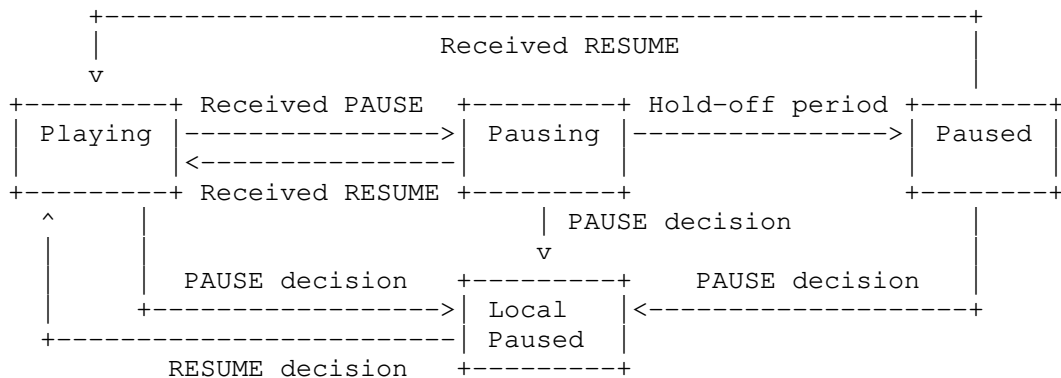 Received RESUME
Received PAUSE Hold-off period
Playing Pausing Paused
Received RESUME
PAUSE decision
PAUSE decision PAUSE decision
Local
Paused
RESUME decision